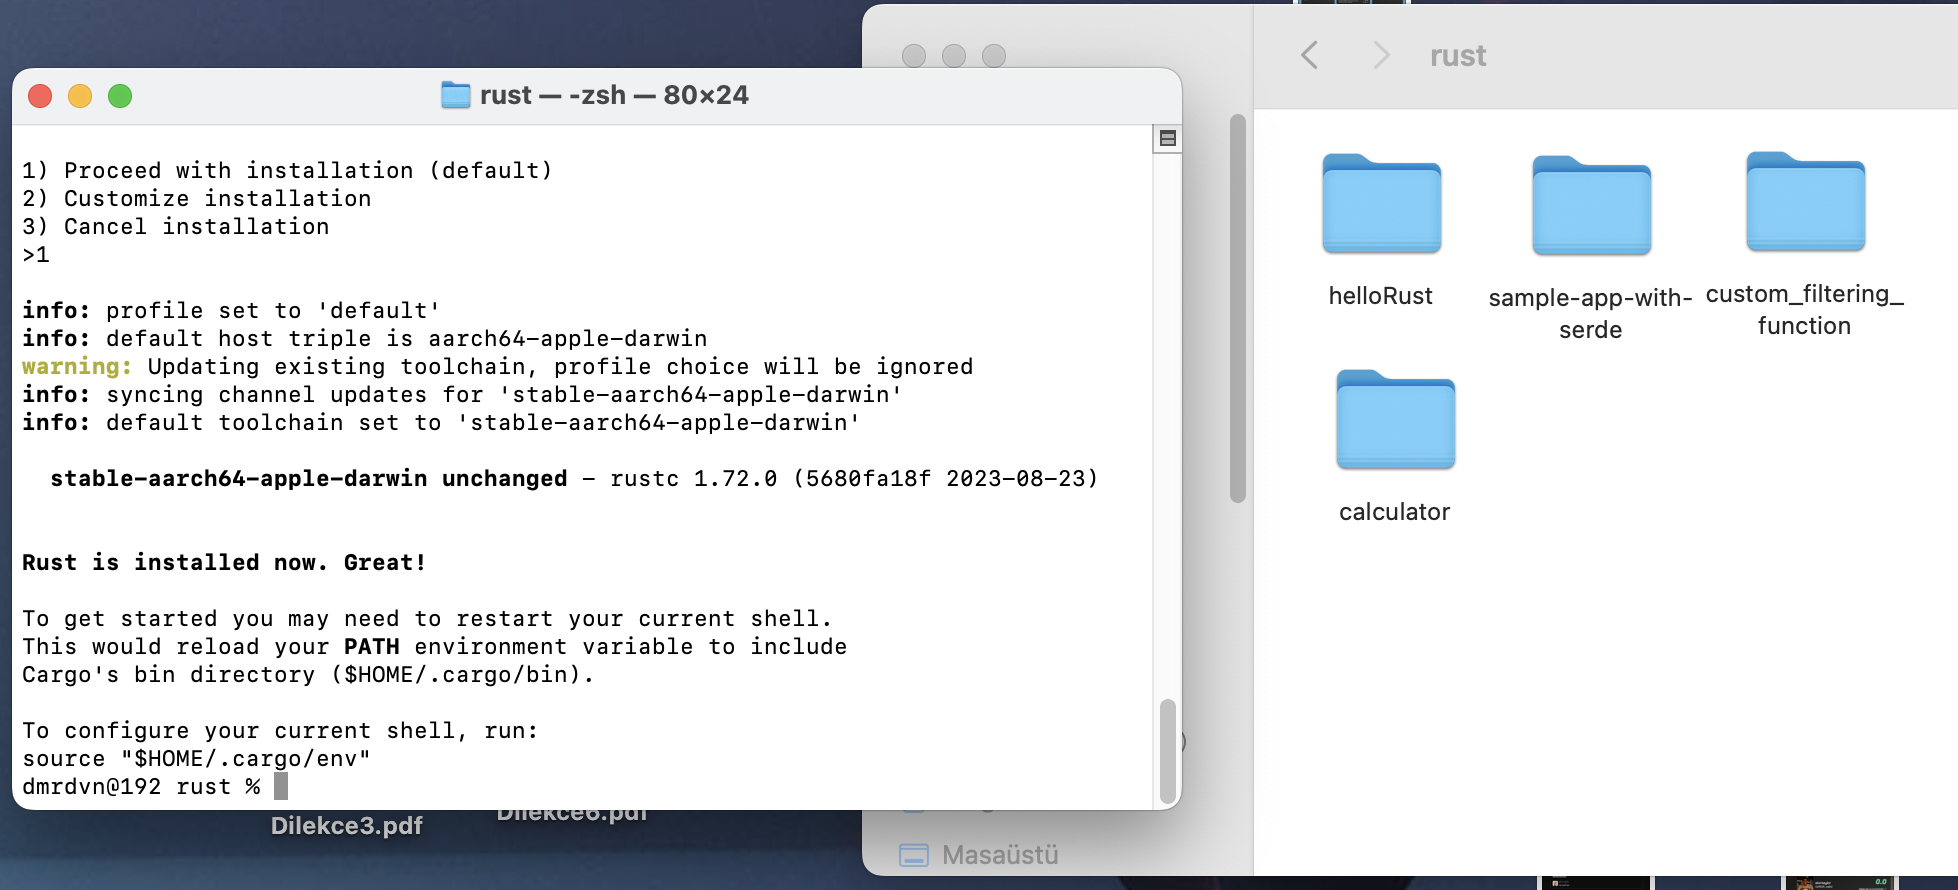 rust — -zsh — 80×24
1) Proceed with installation (default)
2) Customize installation
3) Cancel installation
>1
info: profile set to 'default'
info: default host triple is aarch64-apple-darwin
warning: Updating existing toolchain, profile choice will be ignored
info: syncing channel updates for 'stable-aarch64-apple-darwin'
info: default toolchain set to 'stable-aarch64-apple-darwin'
stable-aarch64-apple-darwin unchanged - rustc 1.72.0 (5680fa18f 2023-08-23)
Rust is installed now. Great!
To get started you may need to restart your current shell.
This would reload your PATH environment variable to include
Cargo's bin directory ($HOME/.cargo/bin).
To configure your current shell, run:
source "$HOME/.cargo/env"
dmrdvn@192 rust %
Dilekce3.pdf
Dilekce6.pdf
rust
helloRust
sample-app-with-
serde
custom_filtering_
function
calculator
Masaüstü